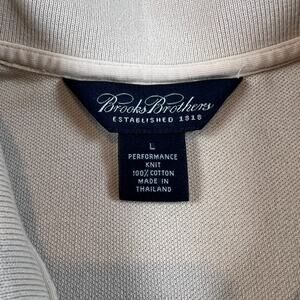 Brooks Brothers
ESTABLISHED 1818
L
PERFORMANCE
KNIT
100% COTTON
MADE IN
THAILAND